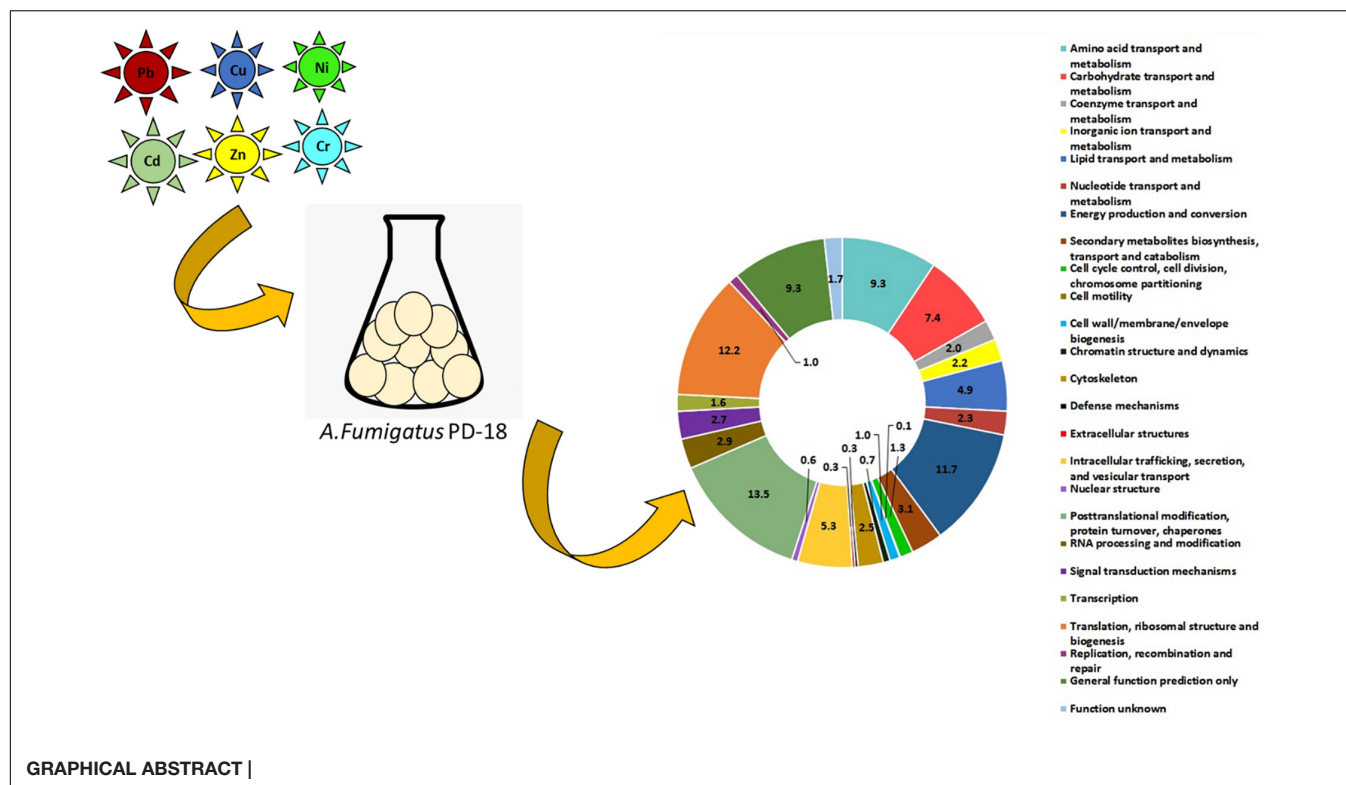 Pb
Cu
Ni
Cd
Zn
Cr
A.Fumigatus PD-18
1.7
9.3
9.3
7.4
2.0
2.2
4.9
2.3
11.7
3.1
1.3
0.1
1.0
0.7
2.5
0.3
0.3
5.3
0.6
13.5
2.9
2.7
1.6
12.2
1.0
Amino acid transport and
metabolism
Carbohydrate transport and
metabolism
Coenzyme transport and
metabolism
Inorganic ion transport and
metabolism
Lipid transport and metabolism
Nucleotide transport and
metabolism
Energy production and conversion
Secondary metabolites biosynthesis,
transport and catabolism
Cell cycle control, cell division,
chromosome partitioning
Cell motility
Cell wall/membrane/envelope
biogenesis
Chromatin structure and dynamics
Cytoskeleton
Defense mechanisms
Extracellular structures
Intracellular trafficking, secretion,
and vesicular transport
Nuclear structure
Posttranslational modification,
protein turnover, chaperones
RNA processing and modification
Signal transduction mechanisms
Transcription
Translation, ribosomal structure and
biogenesis
Replication, recombination and
repair
General function prediction only
Function unknown
GRAPHICAL ABSTRACT |